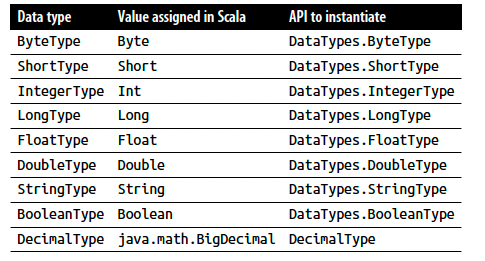 Data type Value assigned in Scala API to instantiate
ByteType Byte DataTypes.ByteType
ShortType Short DataTypes.ShortType
IntegerType Int DataTypes.IntegerType
LongType Long DataTypes.LongType
FloatType Float DataTypes.FloatType
DoubleType Double DataTypes.DoubleType
StringType String DataTypes.StringType
BooleanType Boolean DataTypes.BooleanType
DecimalType java.math.BigDecimal DecimalType